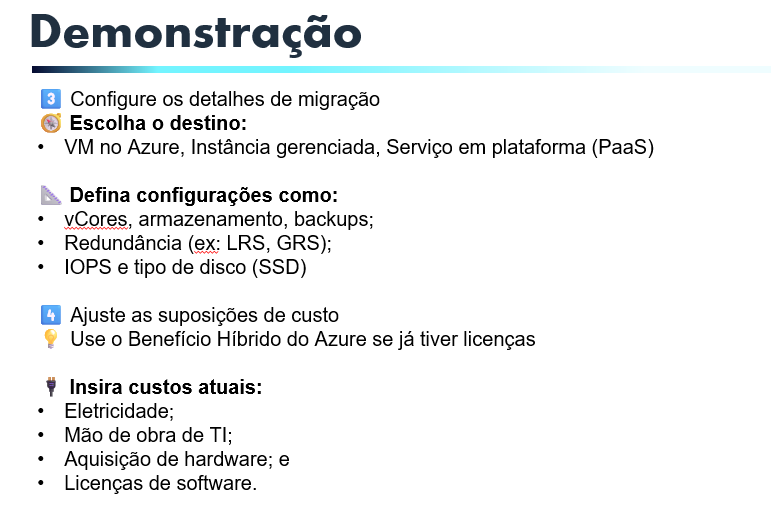 Demonstração
3️⃣ Configure os detalhes de migração
🧭 Escolha o destino:
• VM no Azure, Instância gerenciada, Serviço em plataforma (PaaS)
📐 Defina configurações como:
• vCores, armazenamento, backups;
• Redundância (ex: LRS, GRS);
• IOPS e tipo de disco (SSD)
4️⃣ Ajuste as suposições de custo
💡 Use o Benefício Híbrido do Azure se já tiver licenças
🔌 Insira custos atuais:
• Eletricidade;
• Mão de obra de TI;
• Aquisição de hardware; e
• Licenças de software.